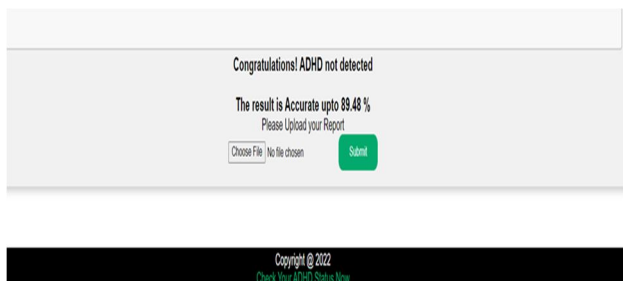 Congratulations! ADHD not detected
The result is Accurate upto 89.48 %
Please Upload your Report
Choose File No file chosen Submit
Copyright @ 2022
Check Your ADHD Status Now